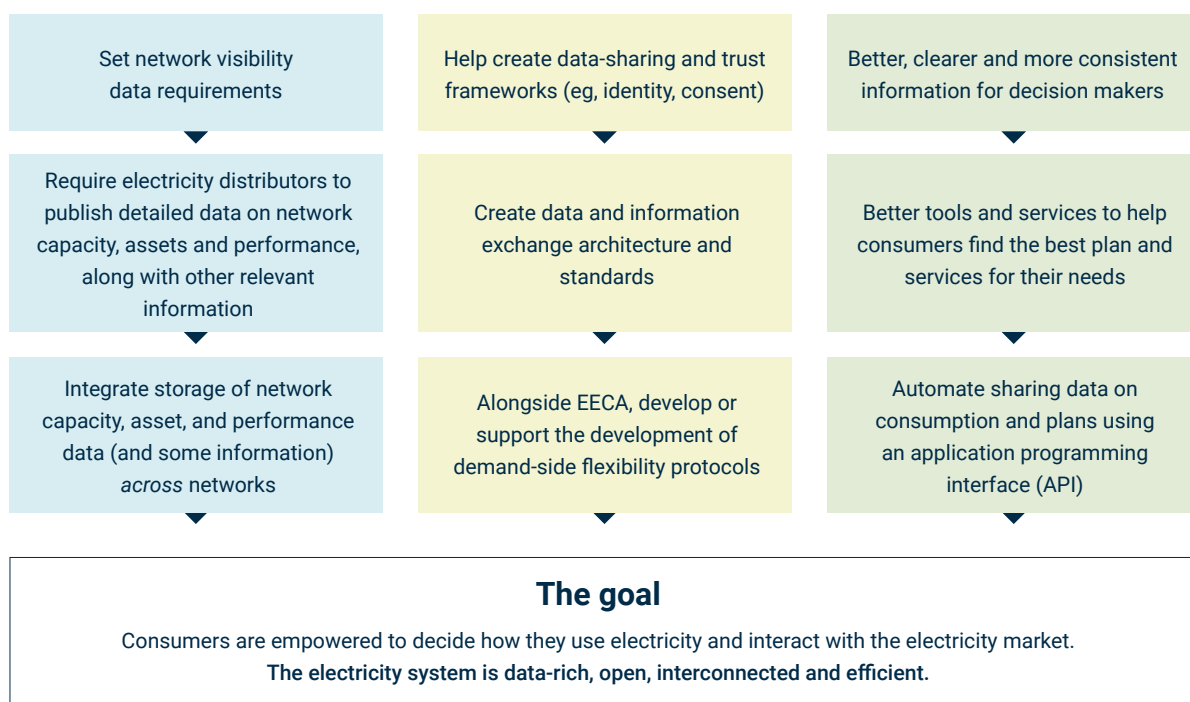 Set network visibility
data requirements
Help create data-sharing and trust
frameworks (eg, identity, consent)
Better, clearer and more consistent
information for decision makers
Require electricity distributors to
publish detailed data on network
capacity, assets and performance,
along with other relevant
information
Create data and information
exchange architecture and
standards
Better tools and services to help
consumers find the best plan and
services for their needs
Integrate storage of network
capacity, asset, and performance
data (and some information)
across networks
Alongside EECA, develop or
support the development of
demand-side flexibility protocols
Automate sharing data on
consumption and plans using
an application programming
interface (API)
The goal
Consumers are empowered to decide how they use electricity and interact with the electricity market.
The electricity system is data-rich, open, interconnected and efficient.